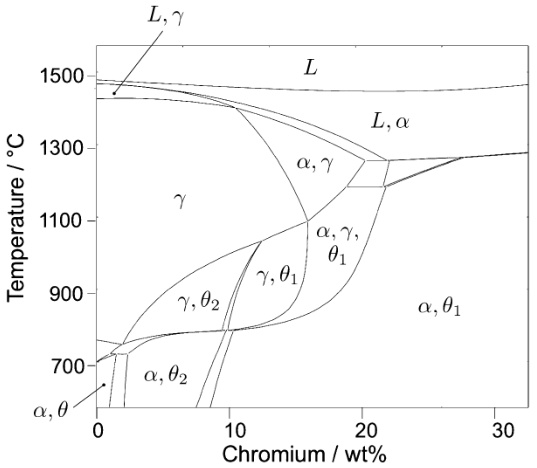 L, γ
L
1500
L, α
1300
α, γ
γ
1100
α, γ,
θ₁
γ, θ₁
γ, θ₂
900
α, θ₁
α, θ₂
700
α, θ
0
10
20
30
Temperature / °C
Chromium / wt%